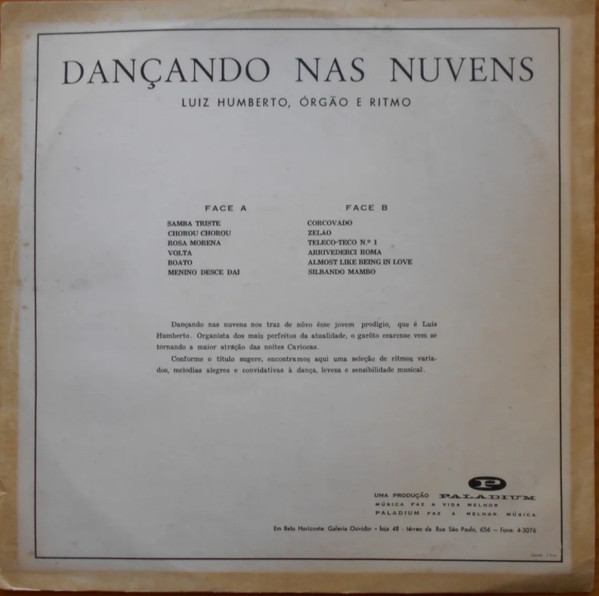 DANÇANDO NAS NUVENS
LUIZ HUMBERTO, ÓRGÃO E RITMO
FACE A
SAMBA TRISTE
CHOROU CHOROU
ROSA MORENA
VOLTA
BOATO
MENINO DESCE DAÍ
FACE B
CORCOVADO
ZELÃO
TELECO-TECO N.º 1
ARRIVEDERCI ROMA
ALMOST LIKE BEING IN LOVE
SILBANDO MAMBO
Dançando nas nuvens nos traz de nôvo êsse jovem prodígio, que é Luis
Humberto. Organista dos mais perfeitos da atualidade, o garôto cearense vem se
tornando a maior atração das noites Cariocas.
Conforme o título sugere, encontramos aqui uma seleção de ritmos varia-
dos, melodias alegres e convidativas à dança, levesa e sensibilidade musical.
P
UMA PRODUÇÃO PALADIUM
MÚSICA FAZ A VIDA MELHOR
PALADIUM FAZ A MELHOR MÚSICA
Em Belo Horizonte: Galeria Ouvidor - loja 48 - térreo da Rua São Paulo, 656 - Fone: 4-3076